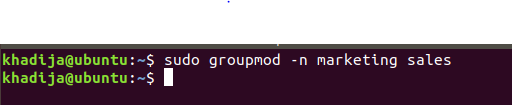 khadija@ubuntu:~$ sudo groupmod -n marketing sales
khadija@ubuntu:~$